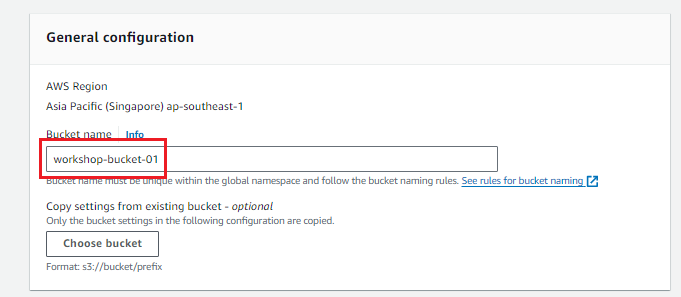 General configuration
AWS Region
Asia Pacific (Singapore) ap-southeast-1
Bucket name Info
workshop-bucket-01
Bucket name must be unique within the global namespace and follow the bucket naming rules. See rules for bucket naming
Copy settings from existing bucket - optional
Only the bucket settings in the following configuration are copied.
Choose bucket
Format: s3://bucket/prefix